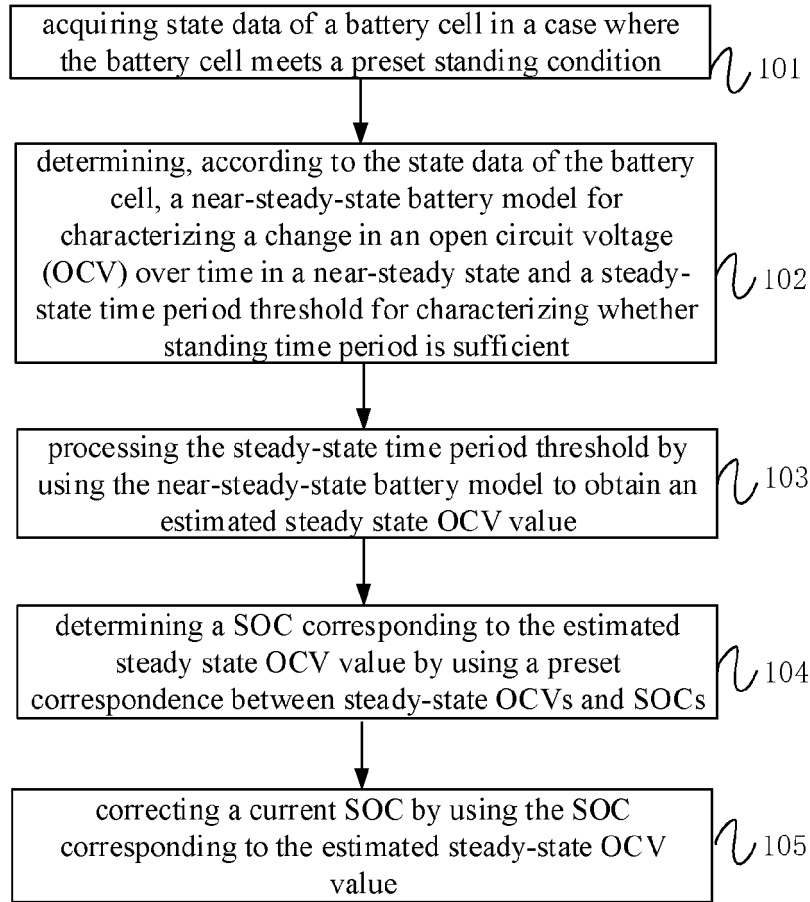 acquiring state data of a battery cell in a case where
the battery cell meets a preset standing condition
101
determining, according to the state data of the battery
cell, a near-steady-state battery model for
characterizing a change in an open circuit voltage
(OCV) over time in a near-steady state and a steady-
state time period threshold for characterizing whether
standing time period is sufficient
102
processing the steady-state time period threshold by
using the near-steady-state battery model to obtain an
estimated steady state OCV value
103
determining a SOC corresponding to the estimated
steady state OCV value by using a preset
correspondence between steady-state OCVs and SOCs
104
correcting a current SOC by using the SOC
corresponding to the estimated steady-state OCV
value
105